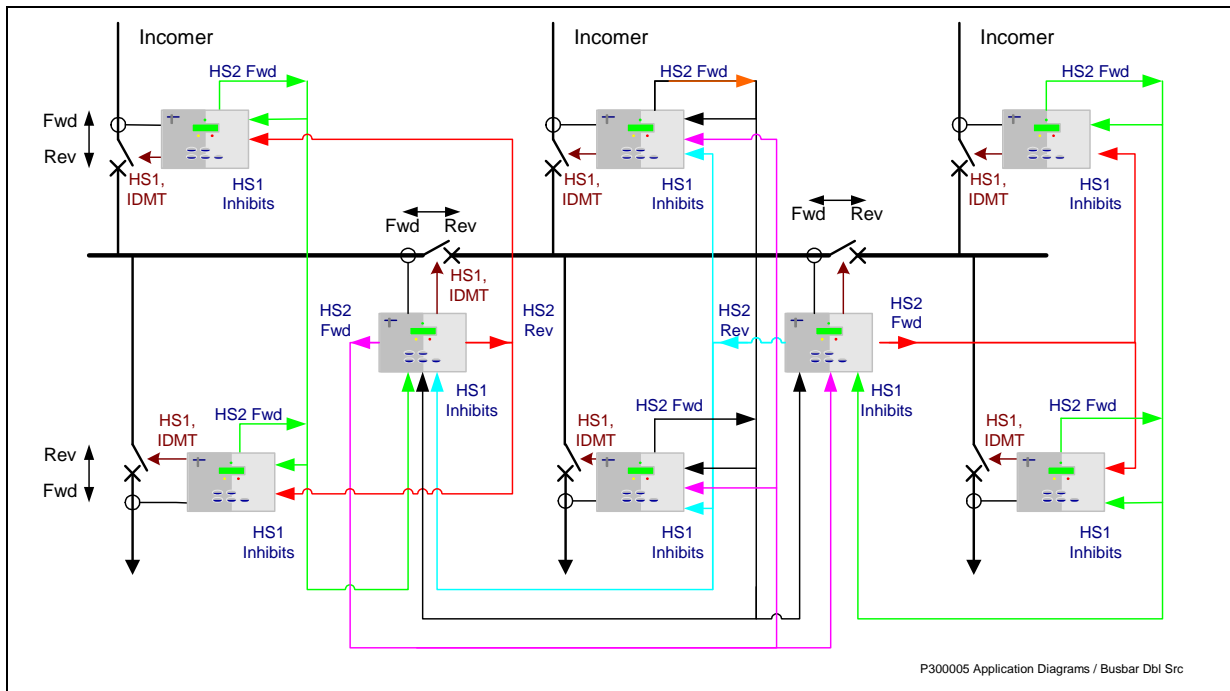 Incomer
Incomer
Incomer
HS2 Fwd
HS2 Fwd
HS2 Fwd
Fwd
Rev
HS1,
IDMT
HS1
Inhibits
HS1,
IDMT
HS1
Inhibits
HS1,
IDMT
HS1
Inhibits
Fwd
Rev
Fwd
Rev
HS1,
IDMT
HS2
Fwd
HS2
Rev
HS2
Rev
HS2
Fwd
HS1
Inhibits
HS1
Inhibits
HS2 Fwd
HS2 Fwd
HS2 Fwd
Rev
Fwd
HS1,
IDMT
HS1,
IDMT
HS1,
IDMT
HS1
Inhibits
HS1
Inhibits
HS1
Inhibits
P300005 Application Diagrams / Busbar Dbl Src